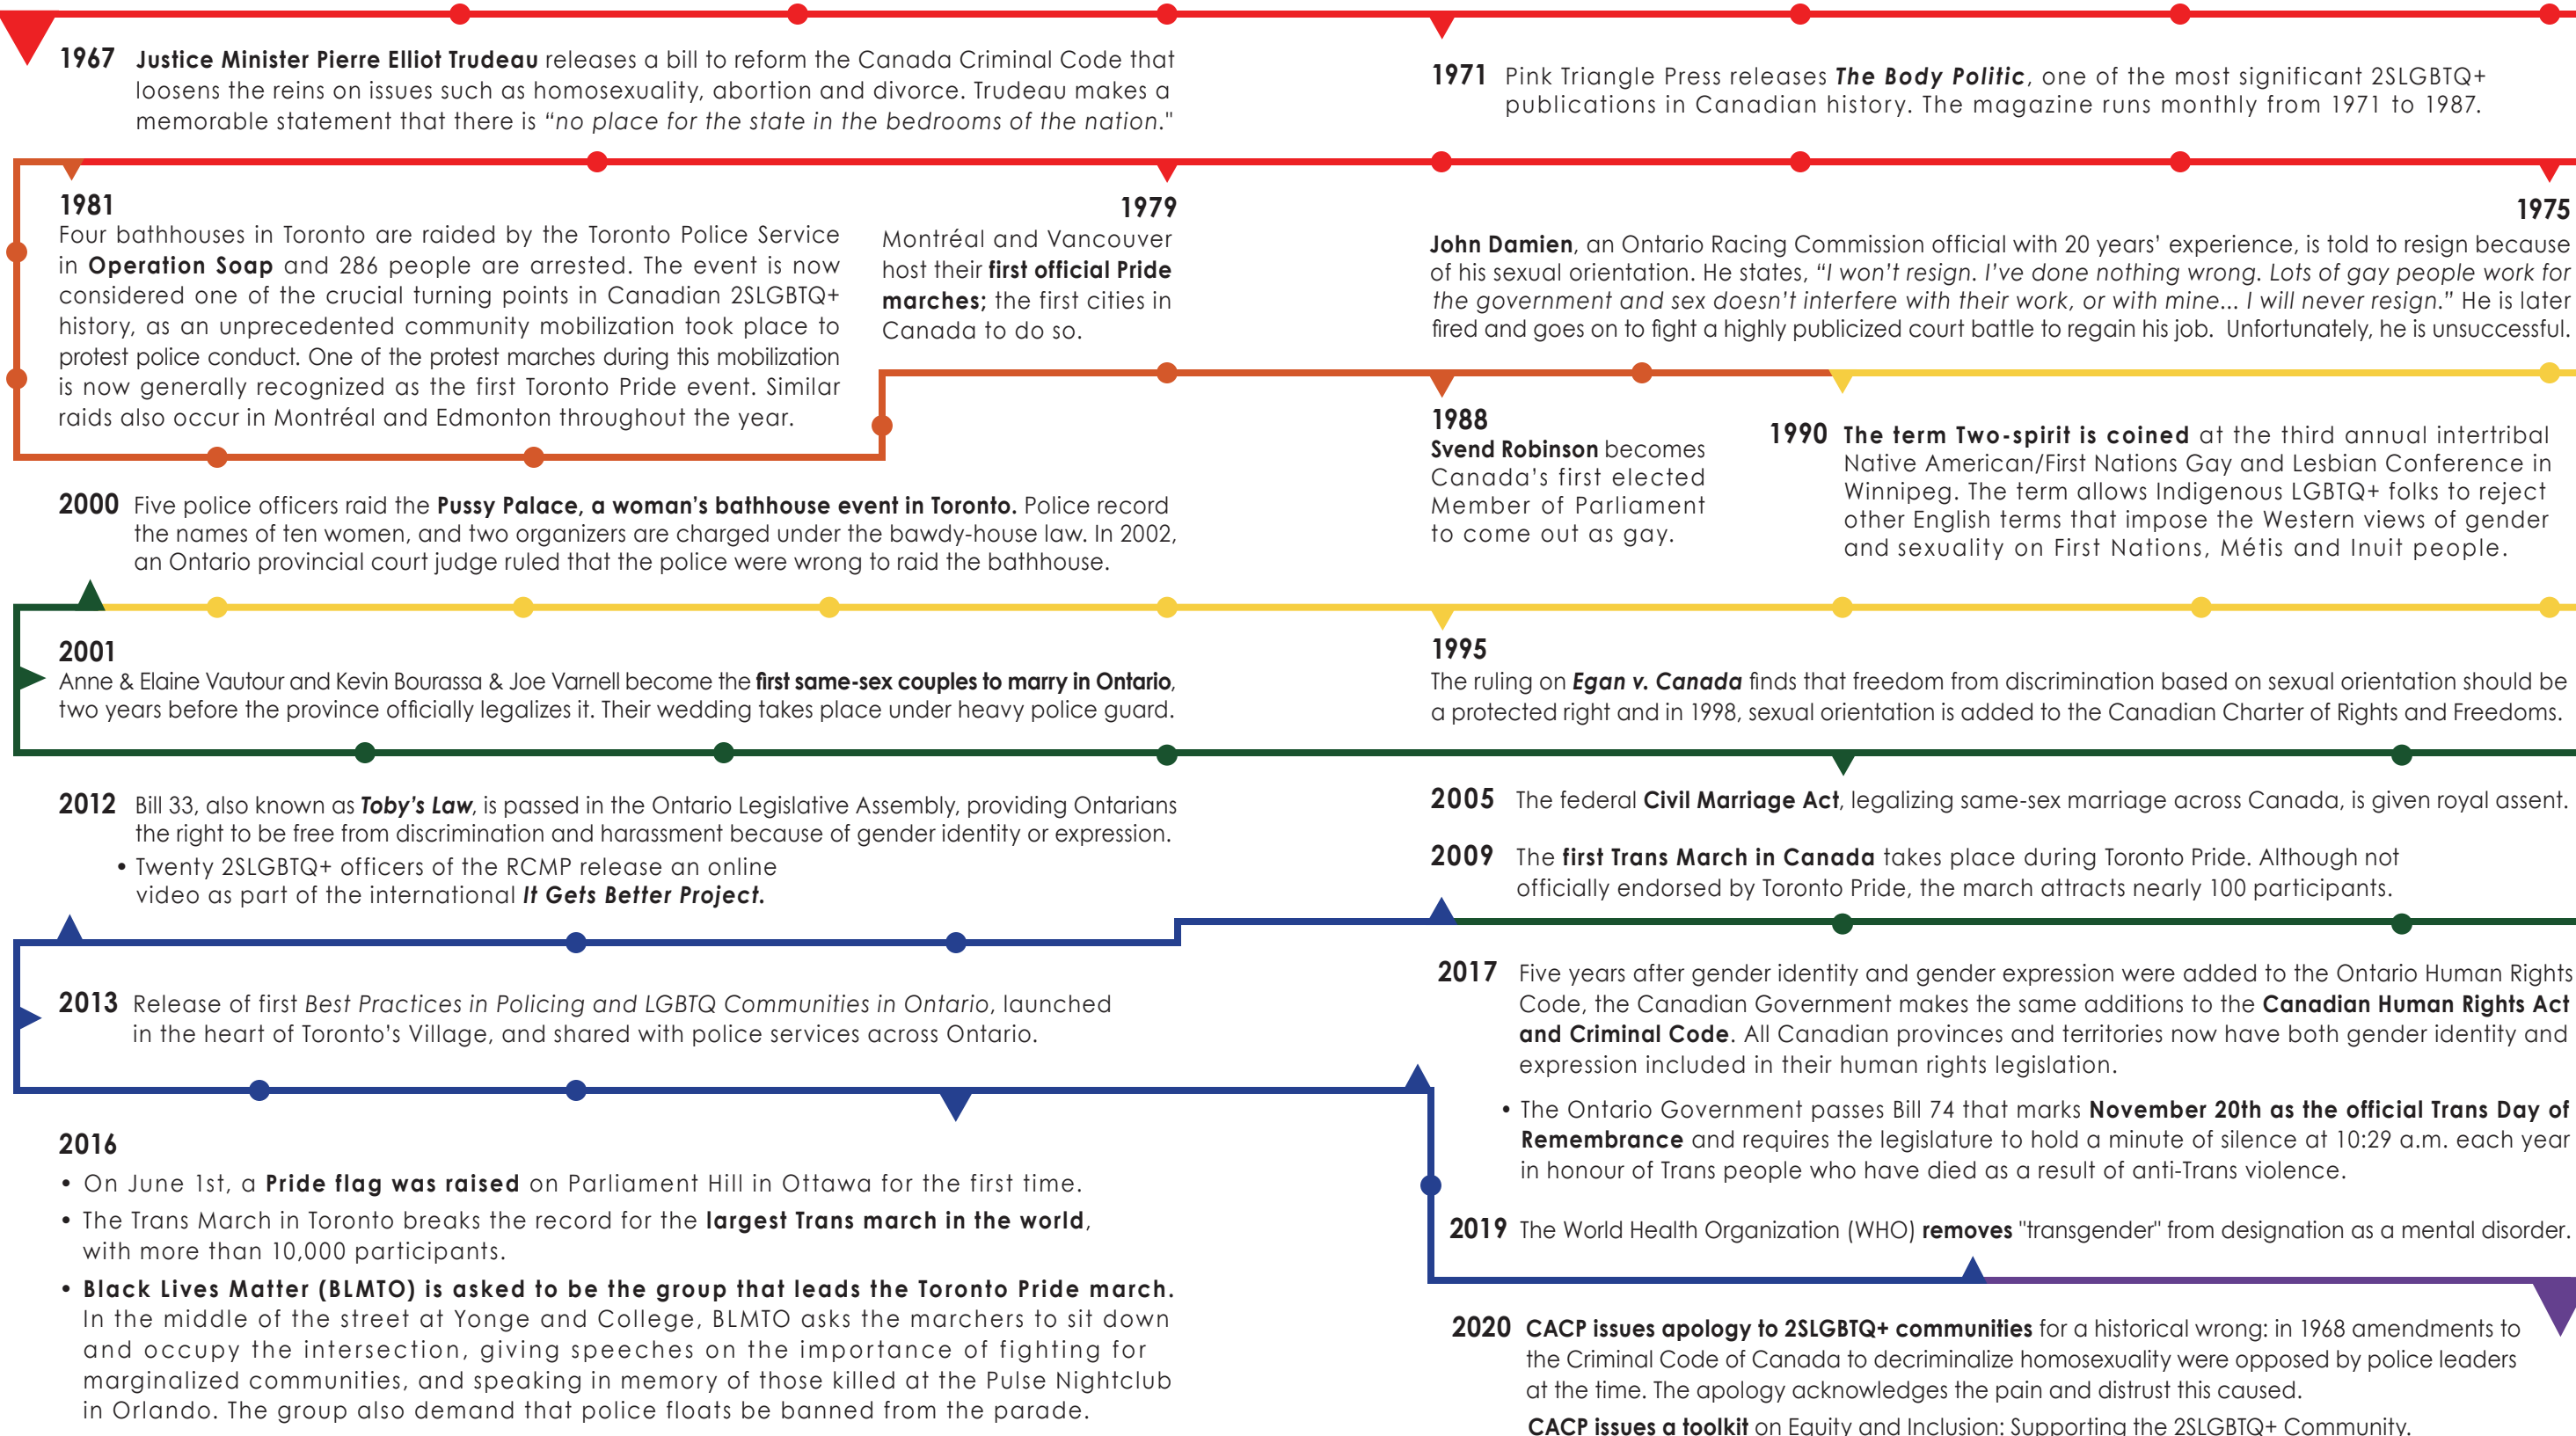 1967 Justice Minister Pierre Elliot Trudeau releases a bill to reform the Canada Criminal Code that
loosens the reins on issues such as homosexuality, abortion and divorce. Trudeau makes a
memorable statement that there is “no place for the state in the bedrooms of the nation."
1971 Pink Triangle Press releases The Body Politic, one of the most significant 2SLGBTQ+
publications in Canadian history. The magazine runs monthly from 1971 to 1987.
1975
John Damien, an Ontario Racing Commission official with 20 years’ experience, is told to resign because
of his sexual orientation. He states, “I won’t resign. I’ve done nothing wrong. Lots of gay people work for
the government and sex doesn’t interfere with their work, or with mine... I will never resign.” He is later
fired and goes on to fight a highly publicized court battle to regain his job. Unfortunately, he is unsuccessful.
1979
Montréal and Vancouver
host their first official Pride
marches; the first cities in
Canada to do so.
1981
Four bathhouses in Toronto are raided by the Toronto Police Service
in Operation Soap and 286 people are arrested. The event is now
considered one of the crucial turning points in Canadian 2SLGBTQ+
history, as an unprecedented community mobilization took place to
protest police conduct. One of the protest marches during this mobilization
is now generally recognized as the first Toronto Pride event. Similar
raids also occur in Montréal and Edmonton throughout the year.
1988
Svend Robinson becomes
Canada’s first elected
Member of Parliament
to come out as gay.
1990 The term Two-spirit is coined at the third annual intertribal
Native American/First Nations Gay and Lesbian Conference in
Winnipeg. The term allows Indigenous LGBTQ+ folks to reject
other English terms that impose the Western views of gender
and sexuality on First Nations, Métis and Inuit people.
1995
The ruling on Egan v. Canada finds that freedom from discrimination based on sexual orientation should be
a protected right and in 1998, sexual orientation is added to the Canadian Charter of Rights and Freedoms.
2000 Five police officers raid the Pussy Palace, a woman’s bathhouse event in Toronto. Police record
the names of ten women, and two organizers are charged under the bawdy-house law. In 2002,
an Ontario provincial court judge ruled that the police were wrong to raid the bathhouse.
2001
Anne & Elaine Vautour and Kevin Bourassa & Joe Varnell become the first same-sex couples to marry in Ontario,
two years before the province officially legalizes it. Their wedding takes place under heavy police guard.
2005 The federal Civil Marriage Act, legalizing same-sex marriage across Canada, is given royal assent.
2009 The first Trans March in Canada takes place during Toronto Pride. Although not
officially endorsed by Toronto Pride, the march attracts nearly 100 participants.
2012 Bill 33, also known as Toby’s Law, is passed in the Ontario Legislative Assembly, providing Ontarians
the right to be free from discrimination and harassment because of gender identity or expression.
• Twenty 2SLGBTQ+ officers of the RCMP release an online
video as part of the international It Gets Better Project.
2013 Release of first Best Practices in Policing and LGBTQ Communities in Ontario, launched
in the heart of Toronto’s Village, and shared with police services across Ontario.
2016
• On June 1st, a Pride flag was raised on Parliament Hill in Ottawa for the first time.
• The Trans March in Toronto breaks the record for the largest Trans march in the world,
with more than 10,000 participants.
• Black Lives Matter (BLMTO) is asked to be the group that leads the Toronto Pride march.
In the middle of the street at Yonge and College, BLMTO asks the marchers to sit down
and occupy the intersection, giving speeches on the importance of fighting for
marginalized communities, and speaking in memory of those killed at the Pulse Nightclub
in Orlando. The group also demand that police floats be banned from the parade.
2017 Five years after gender identity and gender expression were added to the Ontario Human Rights
Code, the Canadian Government makes the same additions to the Canadian Human Rights Act
and Criminal Code. All Canadian provinces and territories now have both gender identity and
expression included in their human rights legislation.
• The Ontario Government passes Bill 74 that marks November 20th as the official Trans Day of
Remembrance and requires the legislature to hold a minute of silence at 10:29 a.m. each year
in honour of Trans people who have died as a result of anti-Trans violence.
2019 The World Health Organization (WHO) removes "transgender" from designation as a mental disorder.
2020 CACP issues apology to 2SLGBTQ+ communities for a historical wrong: in 1968 amendments to
the Criminal Code of Canada to decriminalize homosexuality were opposed by police leaders
at the time. The apology acknowledges the pain and distrust this caused.
CACP issues a toolkit on Equity and Inclusion: Supporting the 2SLGBTQ+ Community.